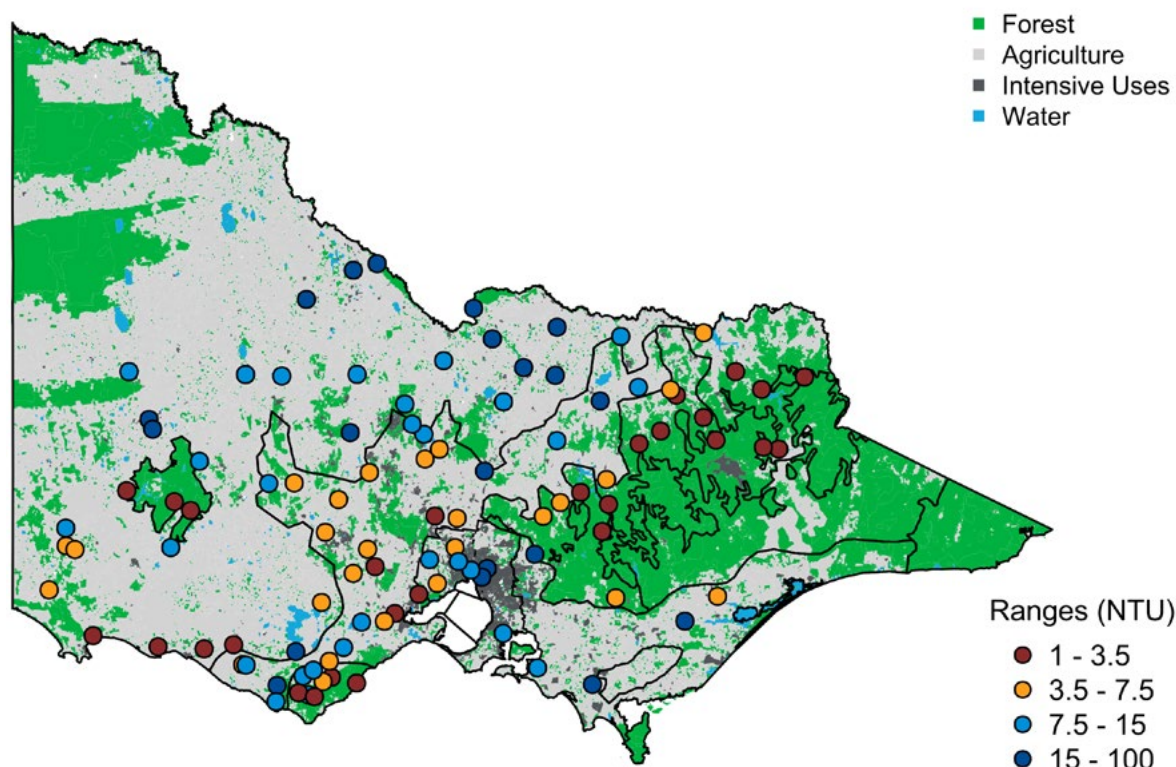 Forest
Agriculture
Intensive Uses
Water
Ranges (NTU)
1 - 3.5
3.5 - 7.5
7.5 - 15
15 - 100